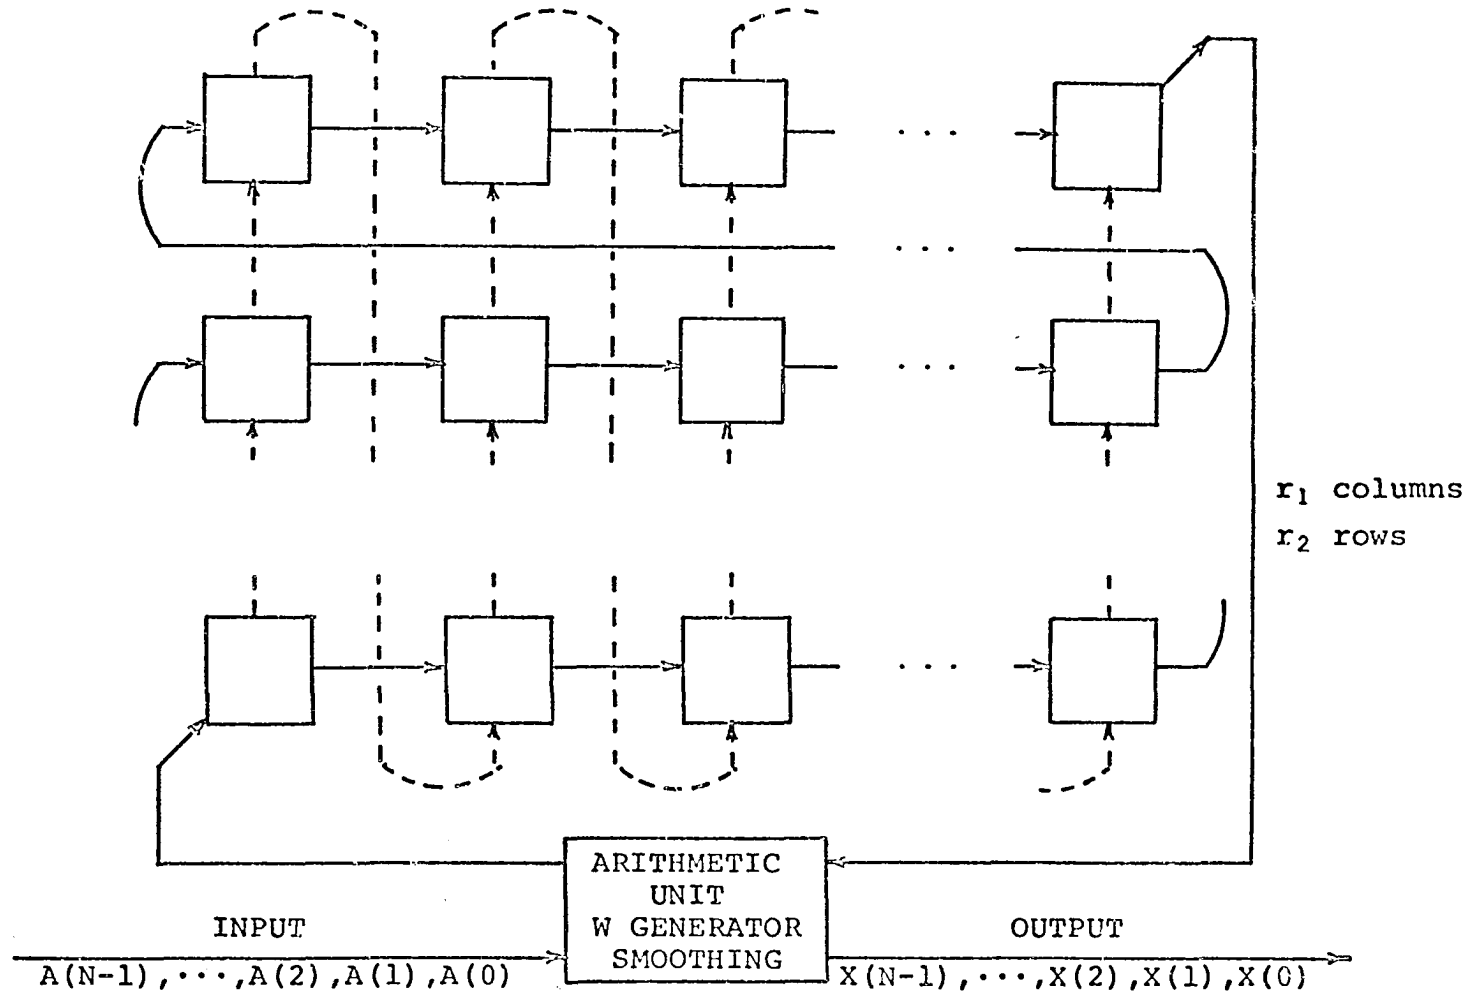 r₁ columns
r₂ rows
ARITHMETIC
UNIT
W GENERATOR
SMOOTHING
INPUT
A(N-1),···,A(2),A(1),A(0)
OUTPUT
X(N-1),···,X(2),X(1),X(0)